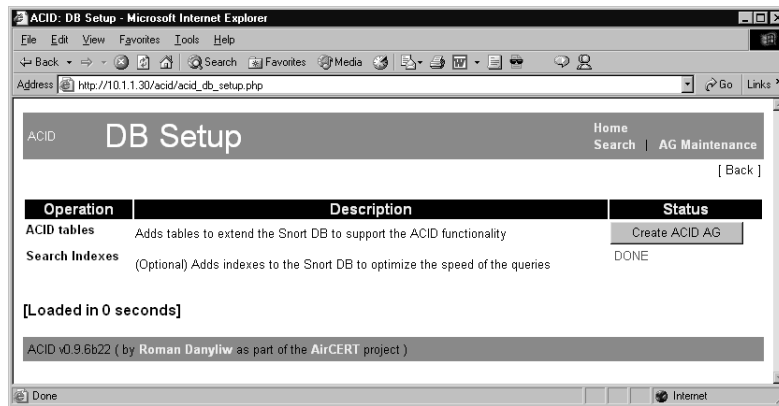 ACID: DB Setup - Microsoft Internet Explorer
File Edit View Favorites Tools Help
Back Search Favorites Media
Address http://10.1.1.30/acid/acid_db_setup.php Go Links
ACID DB Setup
Home
Search | AG Maintenance
[ Back ]
Operation Description Status
ACID tables Adds tables to extend the Snort DB to support the ACID functionality Create ACID AG
Search Indexes (Optional) Adds indexes to the Snort DB to optimize the speed of the queries DONE
[Loaded in 0 seconds]
ACID v0.9.6b22 ( by Roman Danyliw as part of the AirCERT project )
Done Internet